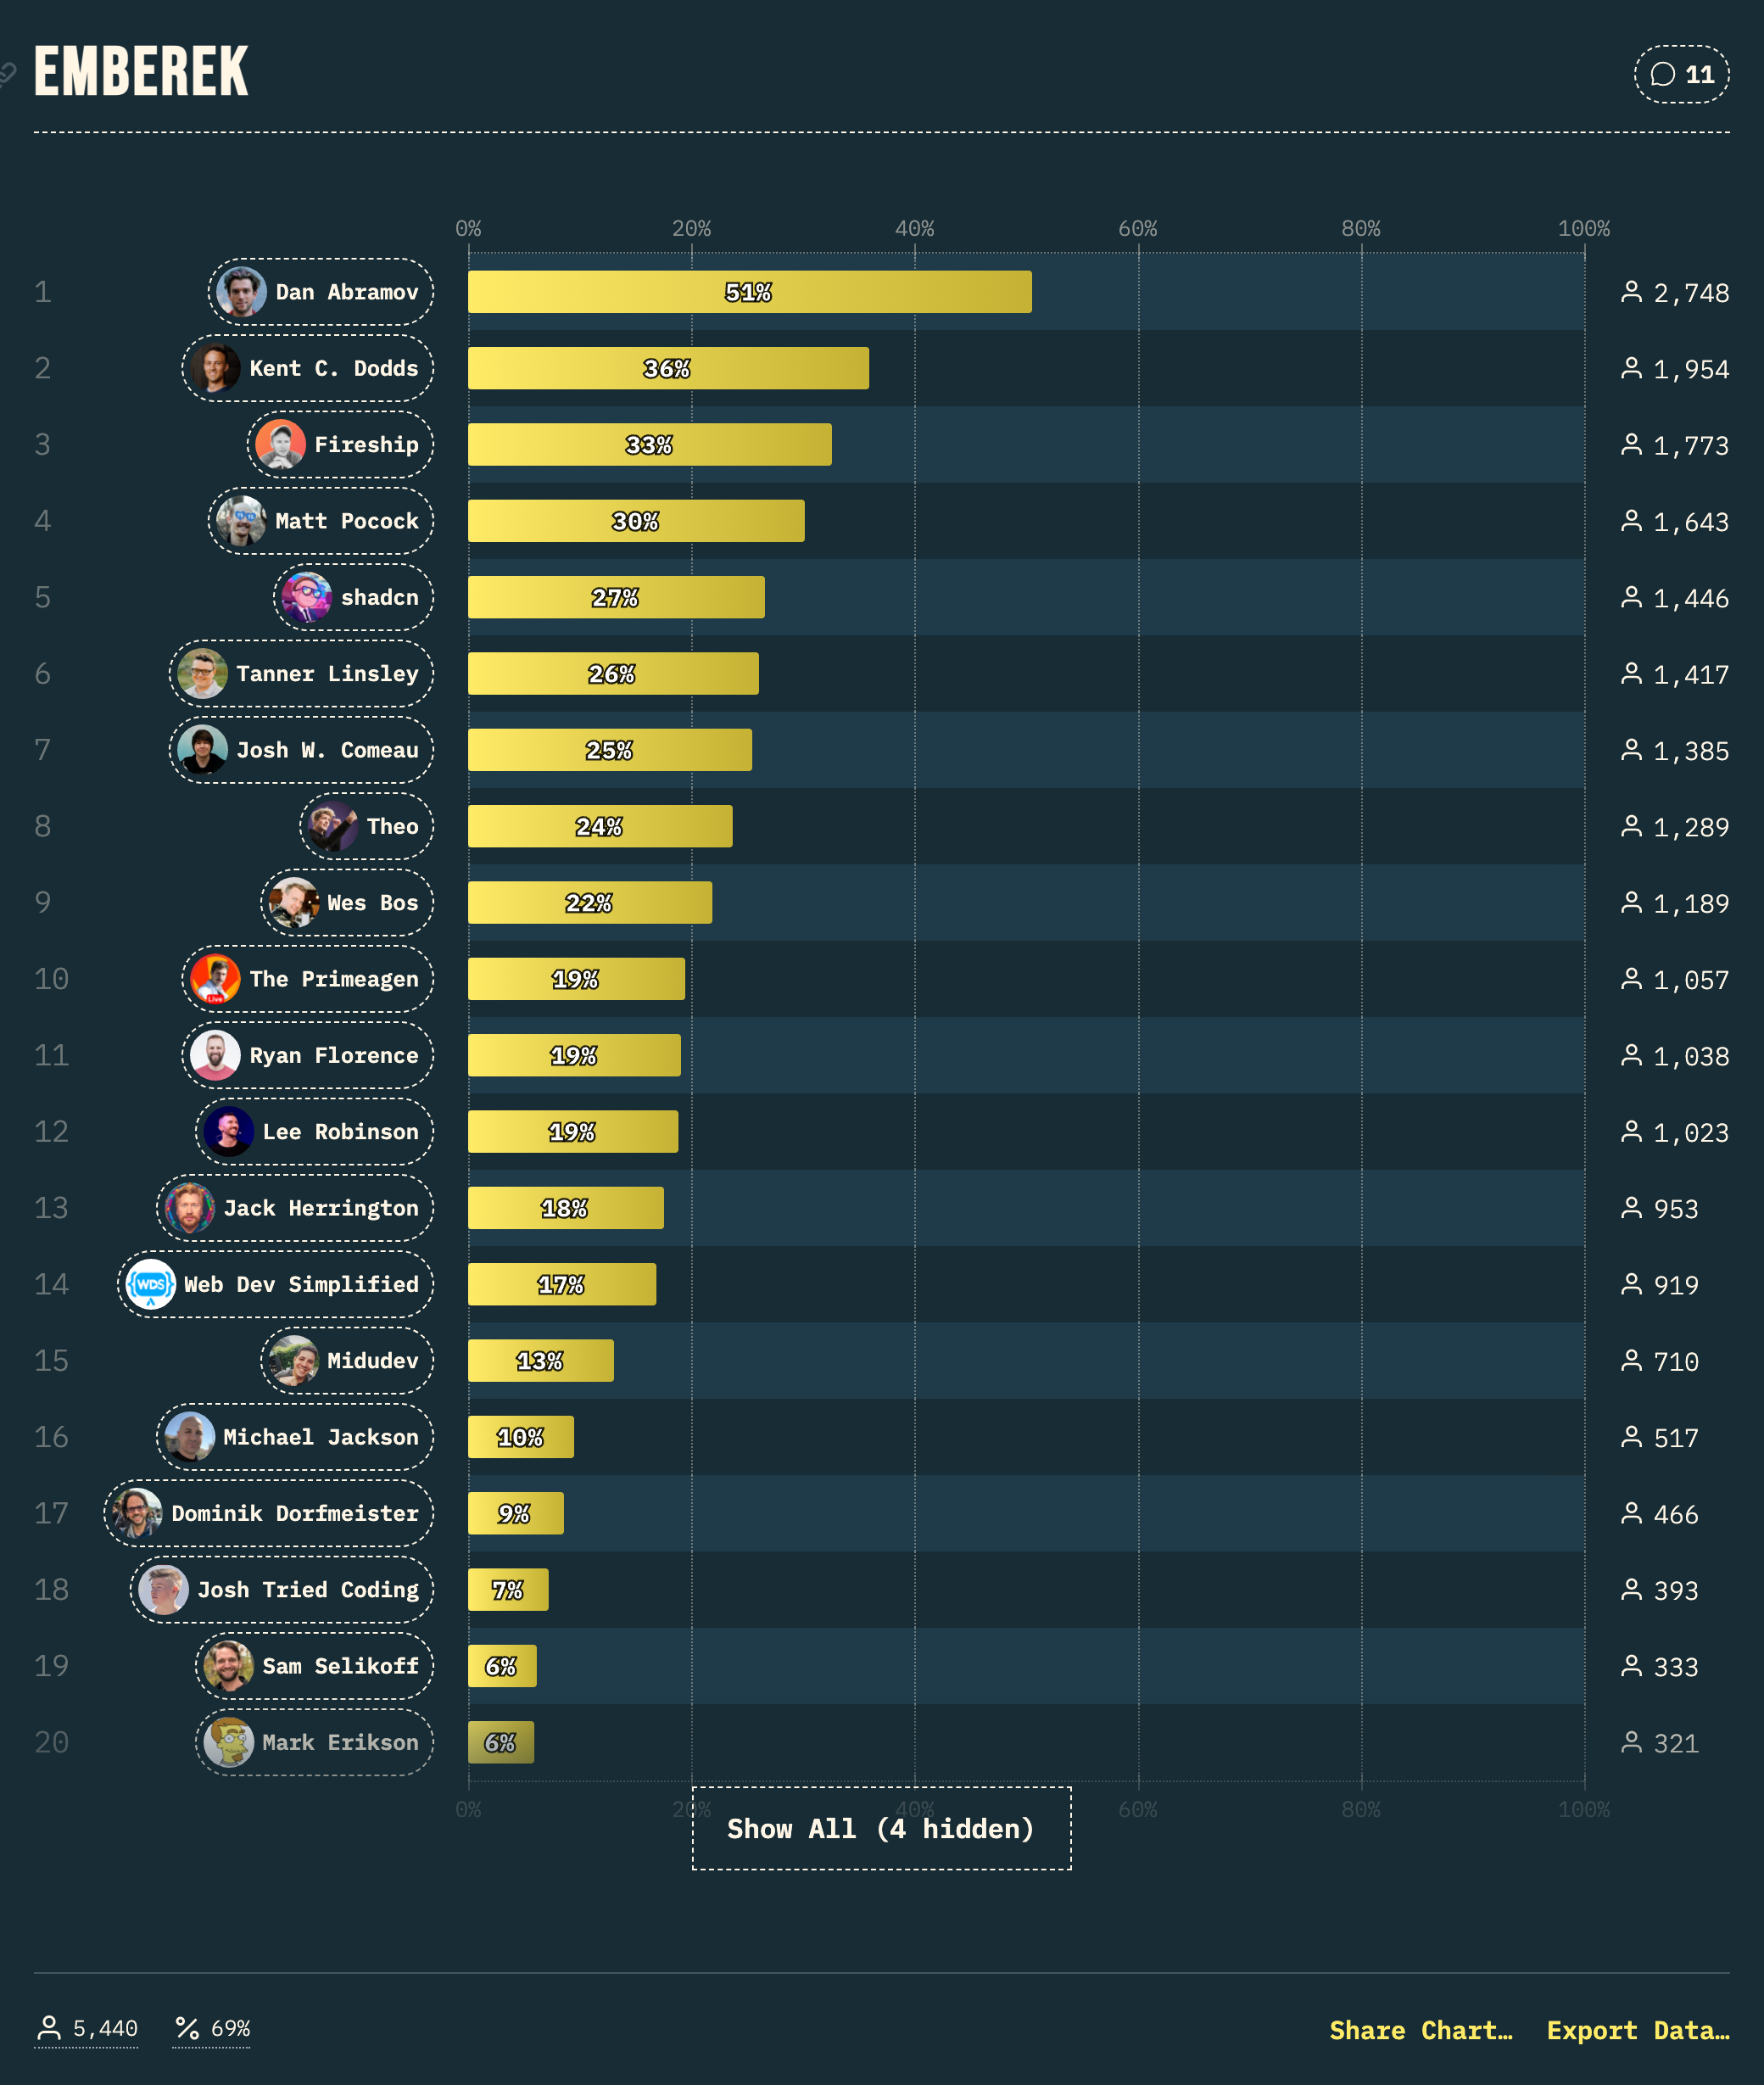 EMBEREK
11
0% 20% 40% 60% 80% 100%
1 Dan Abramov 51% 2,748
2 Kent C. Dodds 36% 1,954
3 Fireship 33% 1,773
4 Matt Pocock 30% 1,643
5 shadcn 27% 1,446
6 Tanner Linsley 26% 1,417
7 Josh W. Comeau 25% 1,385
8 Theo 24% 1,289
9 Wes Bos 22% 1,189
10 Live The Primeagen 19% 1,057
11 Ryan Florence 19% 1,038
12 Lee Robinson 19% 1,023
13 Jack Herrington 18% 953
14 {WDS} Web Dev Simplified 17% 919
15 Midudev 13% 710
16 Michael Jackson 10% 517
17 Dominik Dorfmeister 9% 466
18 Josh Tried Coding 7% 393
19 Sam Selikoff 6% 333
20 Mark Erikson 6% 321
0% 20% 40% 60% 80% 100%
Show All (4 hidden)
5,440 % 69% Share Chart… Export Data…